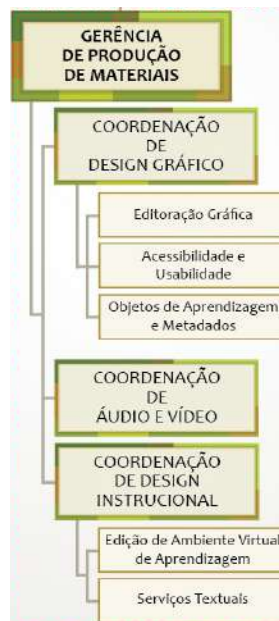 GERÊNCIA
DE PRODUÇÃO
DE MATERIAIS
COORDENAÇÃO
DE
DESIGN GRÁFICO
Editoração Gráfica
Acessibilidade e
Usabilidade
Objetos de Aprendizagem
e Metadados
COORDENAÇÃO
DE
ÁUDIO E VÍDEO
COORDENAÇÃO
DE DESIGN
INSTRUCIONAL
Edição de Ambiente Virtual
de Aprendizagem
Serviços Textuais